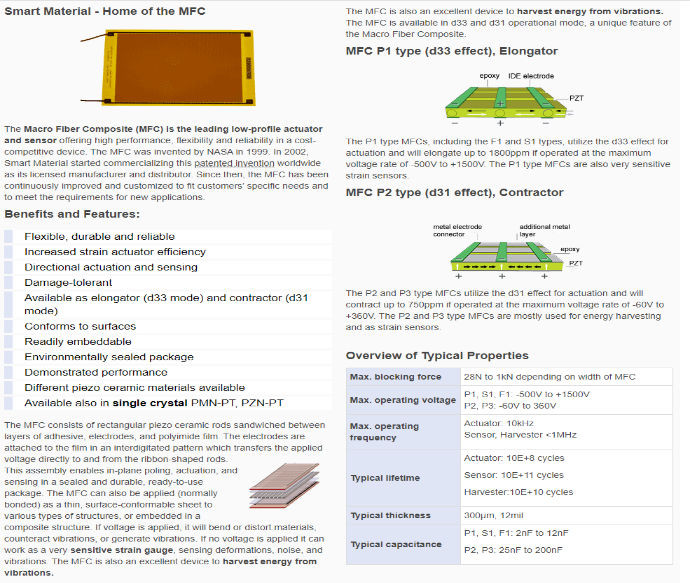 Smart Material - Home of the MFC
The Macro Fiber Composite (MFC) is the leading low-profile actuator
and sensor offering high performance, flexibility and reliability in a cost-
competitive device. The MFC was invented by NASA in 1999. In 2002,
Smart Material started commercializing this patented invention worldwide
as its licensed manufacturer and distributor. Since then, the MFC has been
continuously improved and customized to fit customers' specific needs and
to meet the requirements for new applications.
Benefits and Features:
Flexible, durable and reliable
Increased strain actuator efficiency
Directional actuation and sensing
Damage-tolerant
Available as elongator (d33 mode) and contractor (d31
mode)
Conforms to surfaces
Readily embeddable
Environmentally sealed package
Demonstrated performance
Different piezo ceramic materials available
Available also in single crystal PMN-PT, PZN-PT
The MFC consists of rectangular piezo ceramic rods sandwiched between
layers of adhesive, electrodes, and polyimide film. The electrodes are
attached to the film in an interdigitated pattern which transfers the applied
voltage directly to and from the ribbon-shaped rods.
This assembly enables in-plane poling, actuation, and
sensing in a sealed and durable, ready-to-use
package. The MFC can also be applied (normally
bonded) as a thin, surface-conformable sheet to
various types of structures, or embedded in a
composite structure. If voltage is applied, it will bend or distort materials,
counteract vibrations, or generate vibrations. If no voltage is applied it can
work as a very sensitive strain gauge, sensing deformations, noise, and
vibrations. The MFC is also an excellent device to harvest energy from
vibrations.
The MFC is also an excellent device to harvest energy from vibrations.
The MFC is available in d33 and d31 operational mode, a unique feature of
the Macro Fiber Composite.
MFC P1 type (d33 effect), Elongator
epoxy IDE electrode
PZT
− + −
The P1 type MFCs, including the F1 and S1 types, utilize the d33 effect for
actuation and will elongate up to 1800ppm if operated at the maximum
voltage rate of -500V to +1500V. The P1 type MFCs are also very sensitive
strain sensors.
MFC P2 type (d31 effect), Contractor
metal electrode additional metal
connector layer
epoxy
PZT
+ − +
The P2 and P3 type MFCs utilize the d31 effect for actuation and will
contract up to 750ppm if operated at the maximum voltage rate of -60V to
+360V. The P2 and P3 type MFCs are mostly used for energy harvesting
and as strain sensors.
Overview of Typical Properties
Max. blocking force 28N to 1kN depending on width of MFC
Max. operating voltage P1, S1, F1: -500V to +1500V
P2, P3: -60V to 360V
Max. operating frequency Actuator: 10kHz
Sensor, Harvester <1MHz
Typical lifetime Actuator: 10E+8 cycles
Sensor: 10E+11 cycles
Harvester:10E+10 cycles
Typical thickness 300µm, 12mil
Typical capacitance P1, S1, F1: 2nF to 12nF
P2, P3: 25nF to 200nF